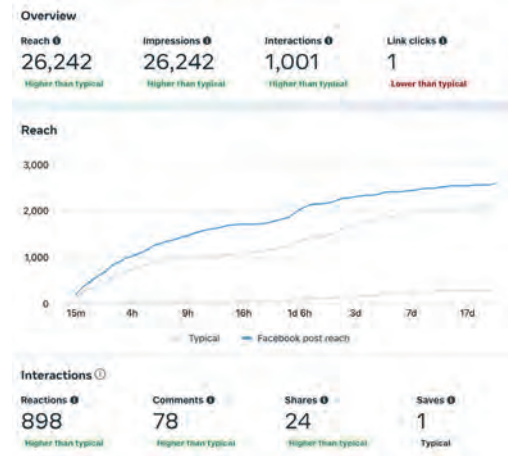 Overview
Reach Impressions Interactions Link clicks
26,242 26,242 1,001 1
Higher than typical Higher than typical Higher than typical Lower than typical
Reach
3,000
2,000
1,000
0
15m 4h 9h 16h 1d 6h 3d 7d 17d
Typical Facebook post reach
Interactions
Reactions Comments Shares Saves
898 78 24 1
Higher than typical Higher than typical Higher than typical Typical